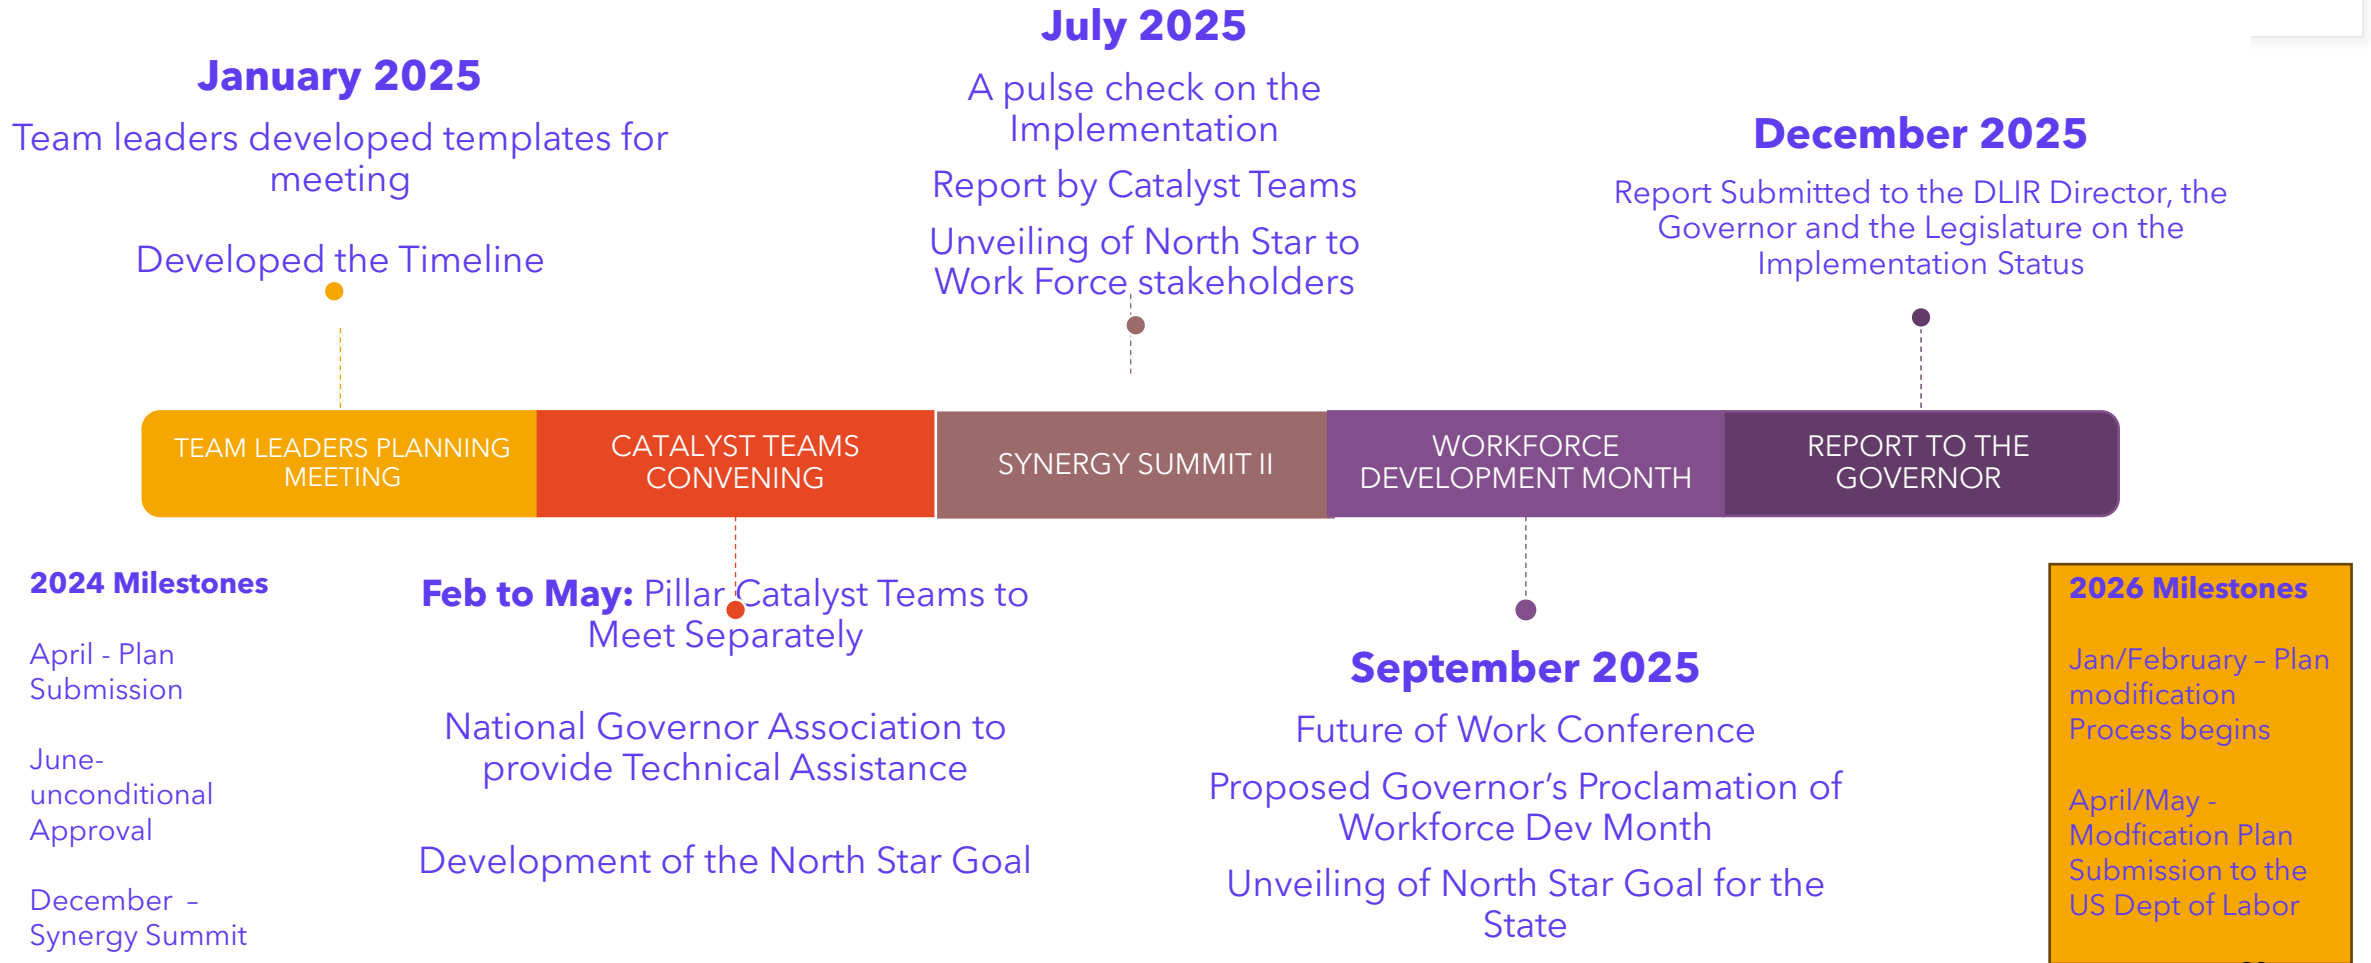 July 2025
A pulse check on the
Implementation
Report by Catalyst Teams
Unveiling of North Star to
Work Force stakeholders
January 2025
Team leaders developed templates for
meeting
Developed the Timeline
December 2025
Report Submitted to the DLIR Director, the
Governor and the Legislature on the
Implementation Status
TEAM LEADERS PLANNING
MEETING
CATALYST TEAMS
CONVENING
SYNERGY SUMMIT II
WORKFORCE
DEVELOPMENT MONTH
REPORT TO THE
GOVERNOR
2024 Milestones
April - Plan
Submission
June-
unconditional
Approval
December –
Synergy Summit
Feb to May: Pillar Catalyst Teams to
Meet Separately
National Governor Association to
provide Technical Assistance
Development of the North Star Goal
September 2025
Future of Work Conference
Proposed Governor’s Proclamation of
Workforce Dev Month
Unveiling of North Star Goal for the
State
2026 Milestones
Jan/February – Plan
modification
Process begins
April/May -
Modfication Plan
Submission to the
US Dept of Labor